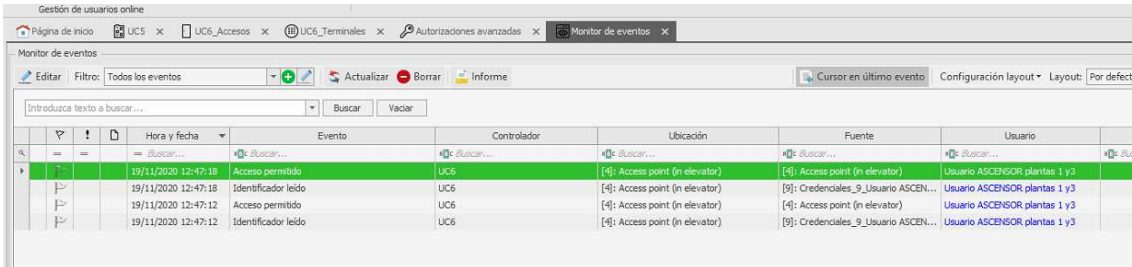 Gestión de usuarios online
Página de inicio UC5 × UC6_Accesos × UC6_Terminales × Autorizaciones avanzadas × Monitor de eventos ×
Monitor de eventos
Editar Filtro: Todos los eventos Actualizar Borrar Informe Cursor en último evento Configuración layout Layout: Por defect
Introduzca texto a buscar... Buscar Vaciar
! Hora y fecha Evento Controlador Ubicación Fuente Usuario
= = = Buscar... Buscar... Buscar... Buscar... Buscar... Buscar...
19/11/2020 12:47:18 Acceso permitido UC6 [4]: Access point (in elevator) [4]: Access point (in elevator) Usuario ASCENSOR plantas 1 y3
19/11/2020 12:47:18 Identificador leído UC6 [4]: Access point (in elevator) [9]: Credenciales_9_Usuario ASCEN... Usuario ASCENSOR plantas 1 y3
19/11/2020 12:47:12 Acceso permitido UC6 [4]: Access point (in elevator) [4]: Access point (in elevator) Usuario ASCENSOR plantas 1 y3
19/11/2020 12:47:12 Identificador leído UC6 [4]: Access point (in elevator) [9]: Credenciales_9_Usuario ASCEN... Usuario ASCENSOR plantas 1 y3